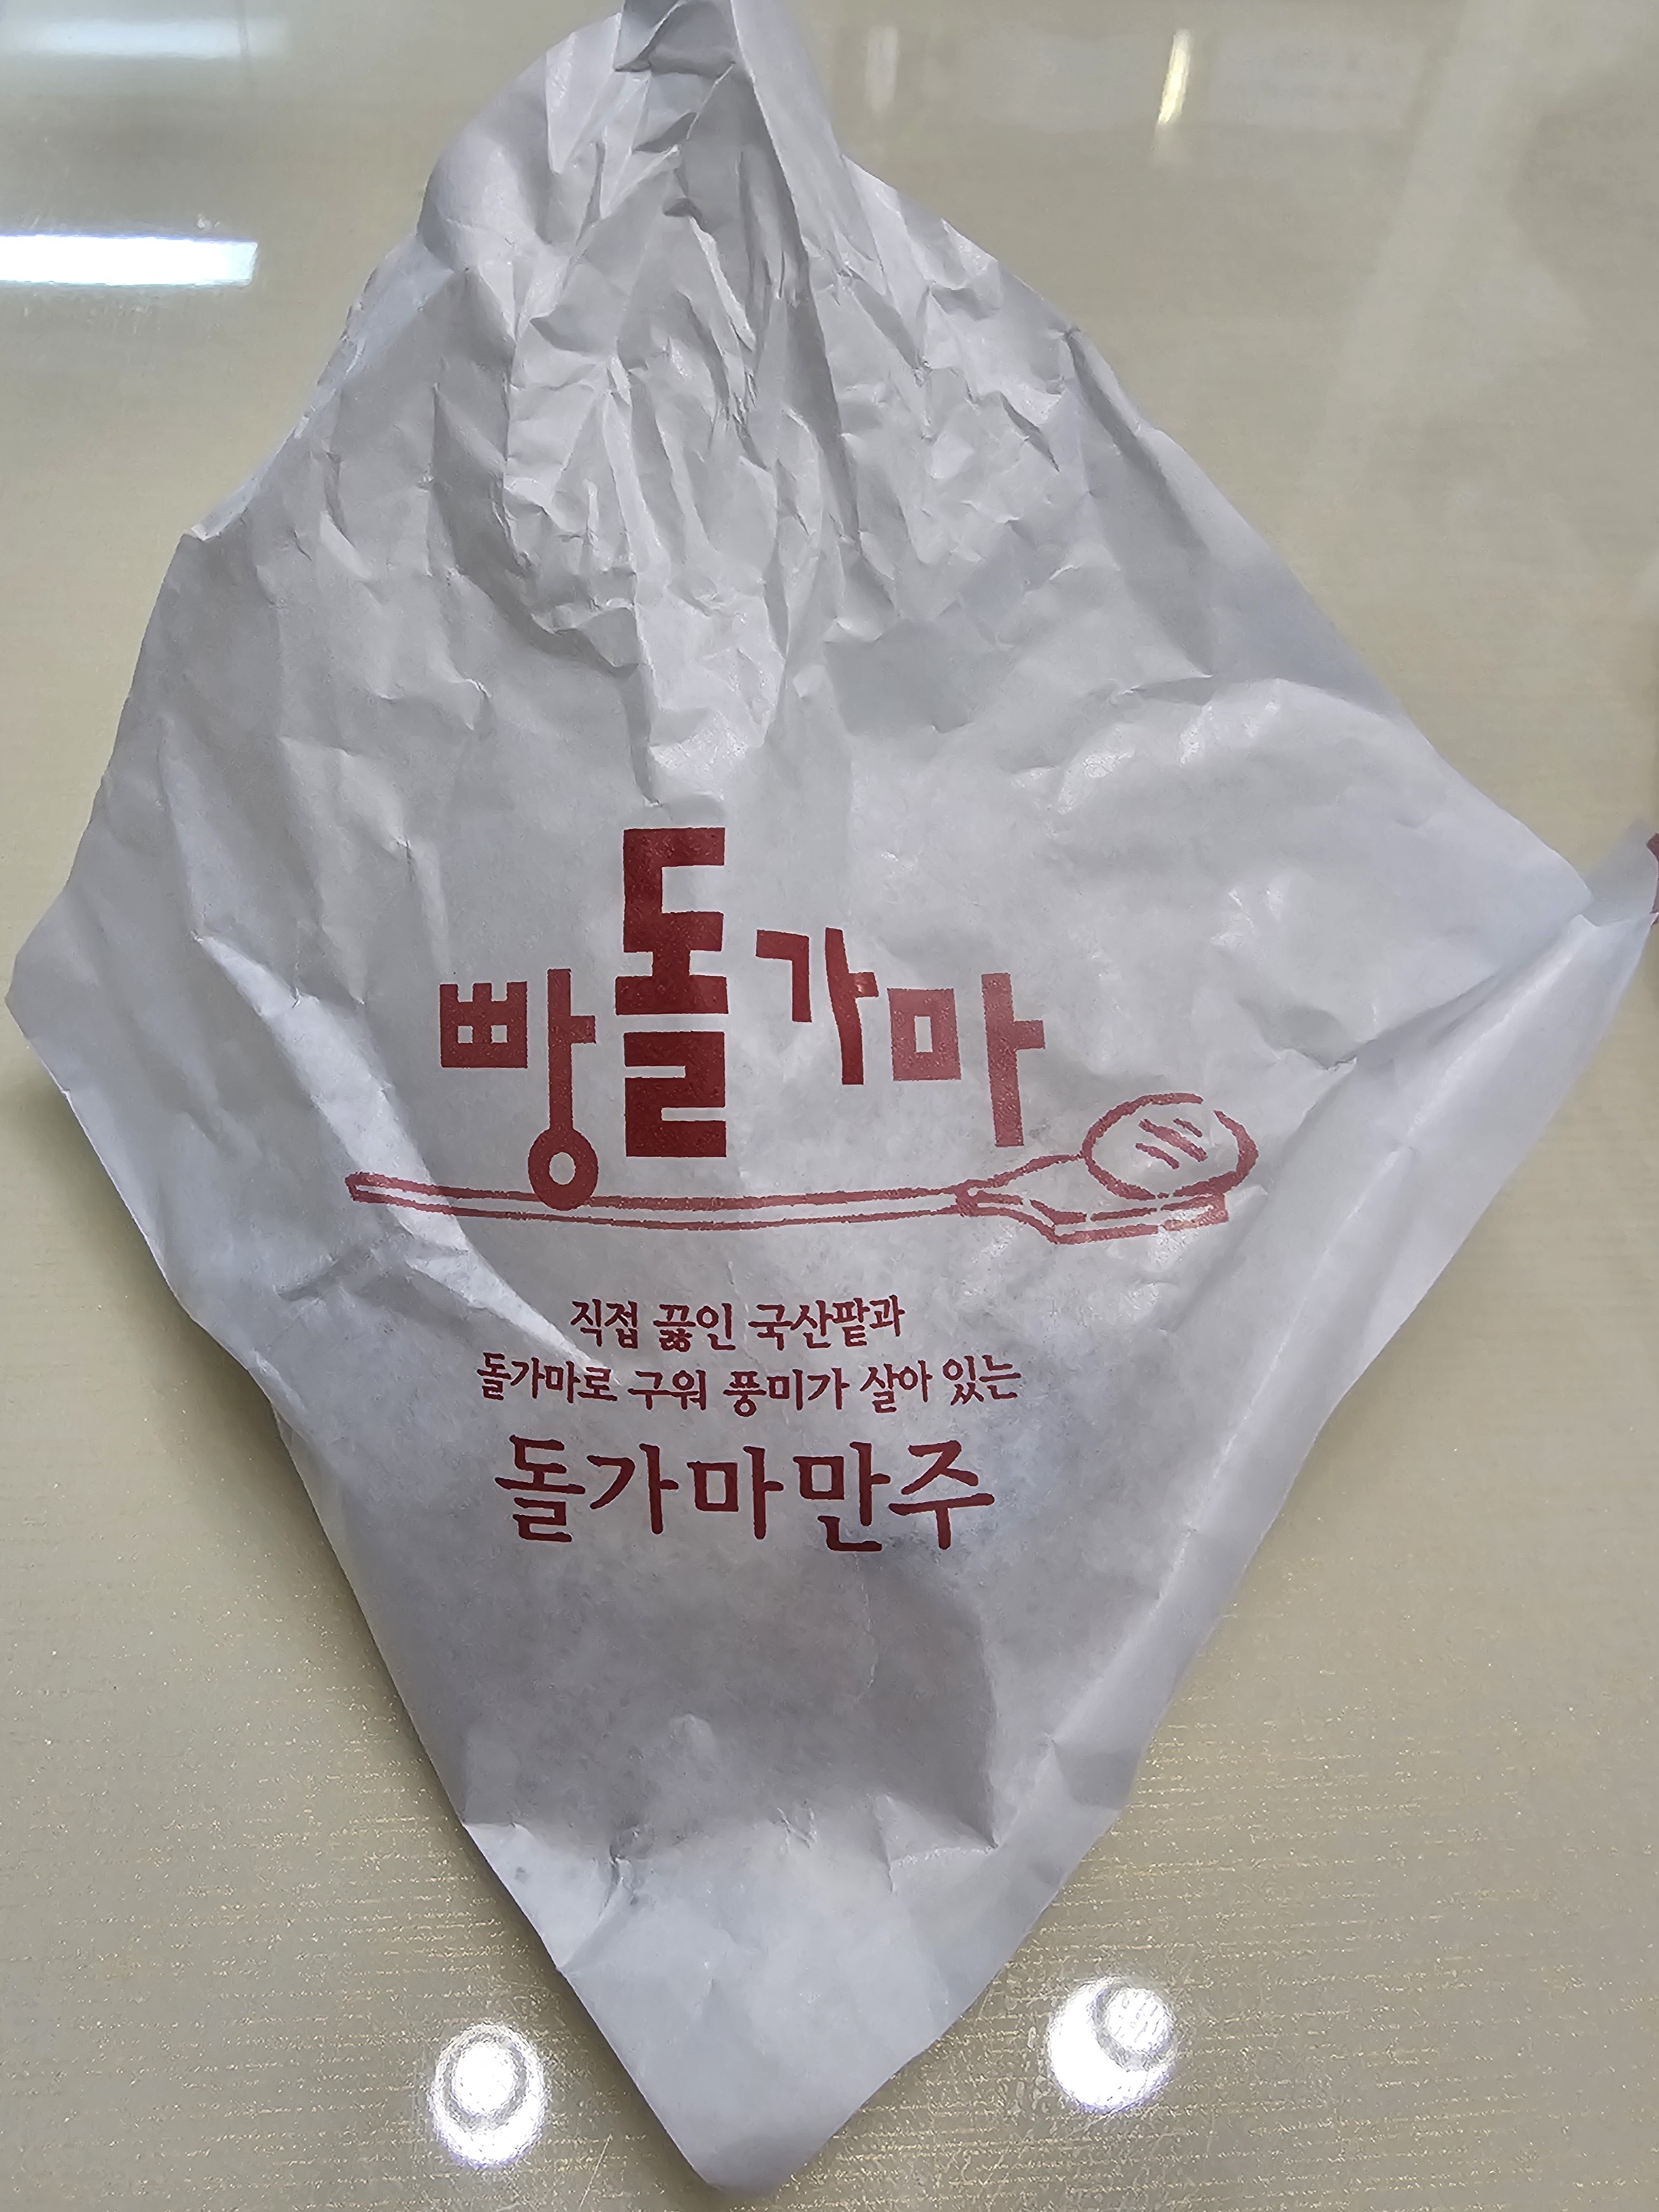 빵돌가마
직접 끓인 국산팥과
돌가마로 구워 풍미가 살아 있는
돌가마만주